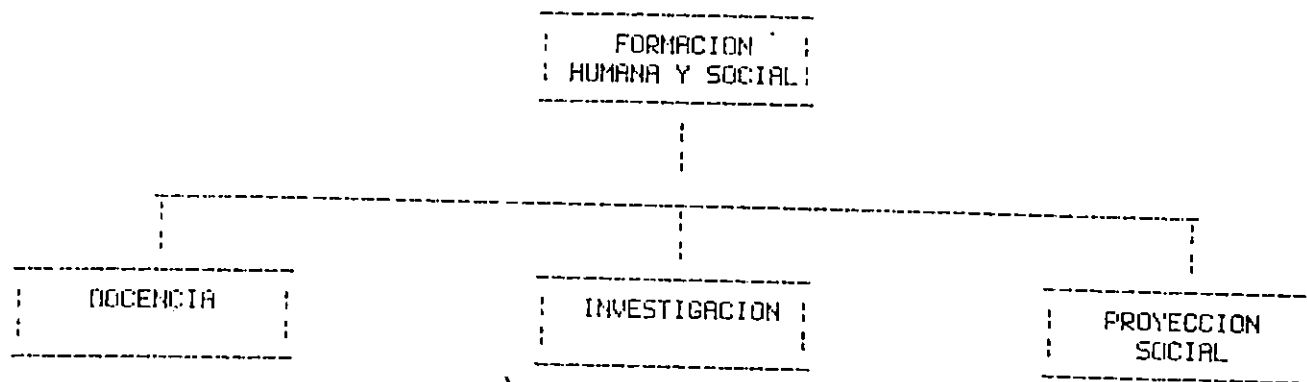 FORMACION
HUMANA Y SOCIAL
DOCENCIA
INVESTIGACION
PROYECCION
SOCIAL